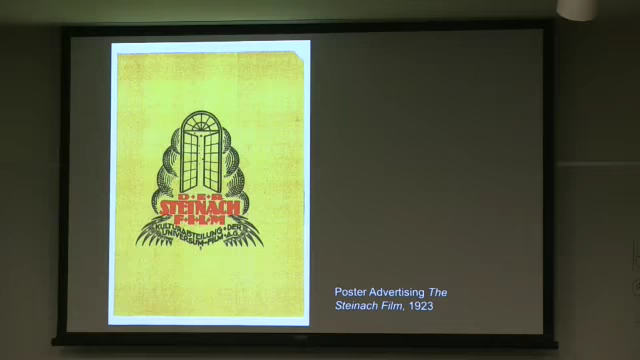 DER
STEINACH
FILM
KULTURABTEILUNG · DER
UNIVERSUM-FILM · A.G.
Poster Advertising The
Steinach Film, 1923